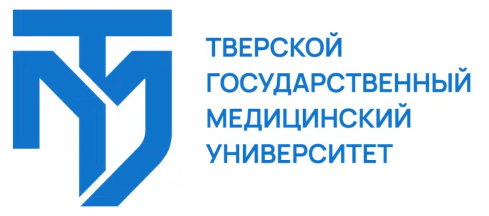 ТВЕРСКОЙ
ГОСУДАРСТВЕННЫЙ
МЕДИЦИНСКИЙ
УНИВЕРСИТЕТ